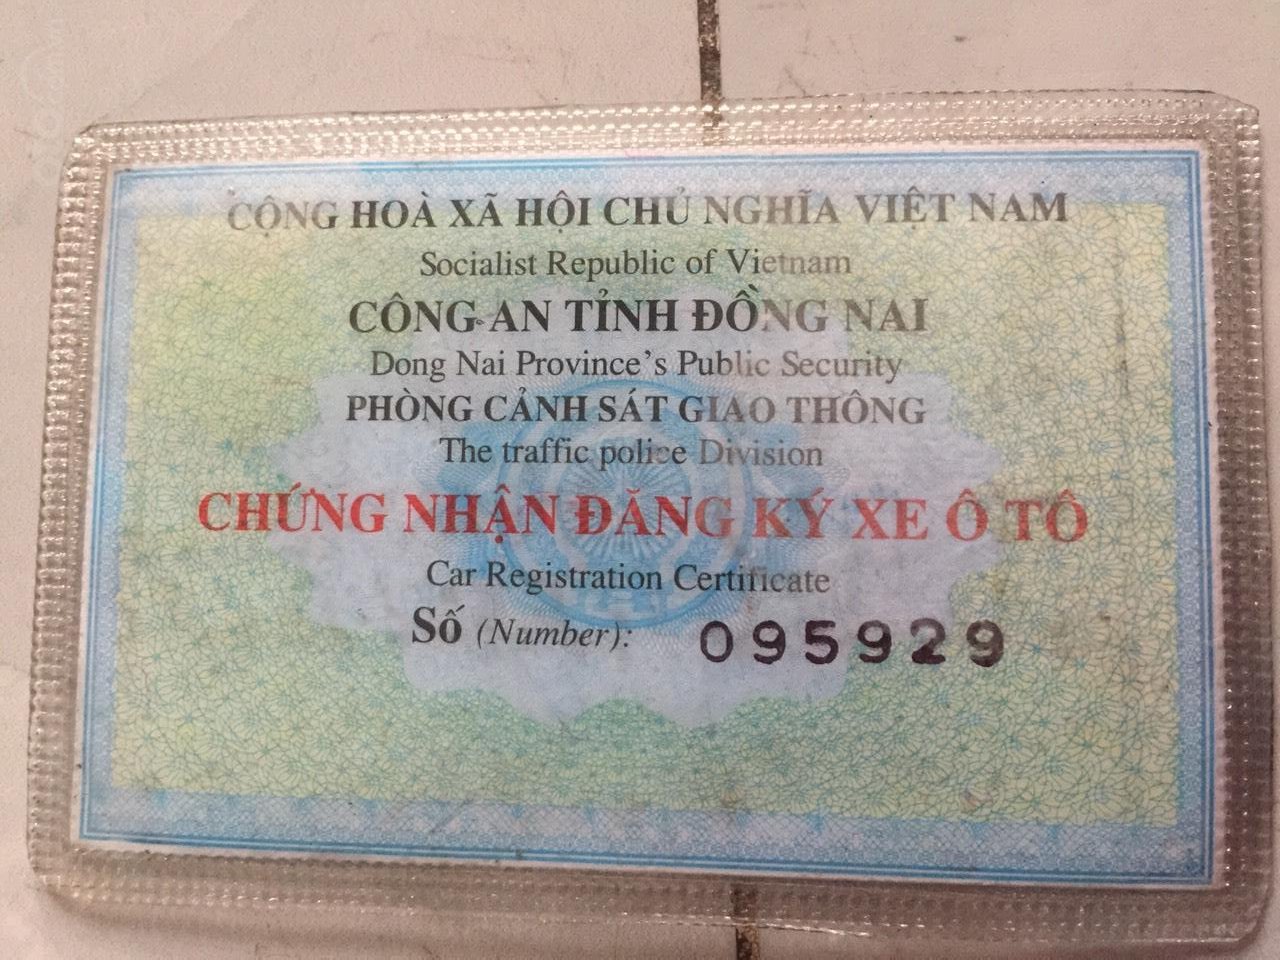 CỘNG HOÀ XÃ HỘI CHỦ NGHĨA VIỆT NAM
Socialist Republic of Vietnam
CÔNG AN TỈNH ĐỒNG NAI
Dong Nai Province's Public Security
PHÒNG CẢNH SÁT GIAO THÔNG
The traffic police Division
CHỨNG NHẬN ĐĂNG KÝ XE Ô TÔ
Car Registration Certificate
Số (Number): 095929